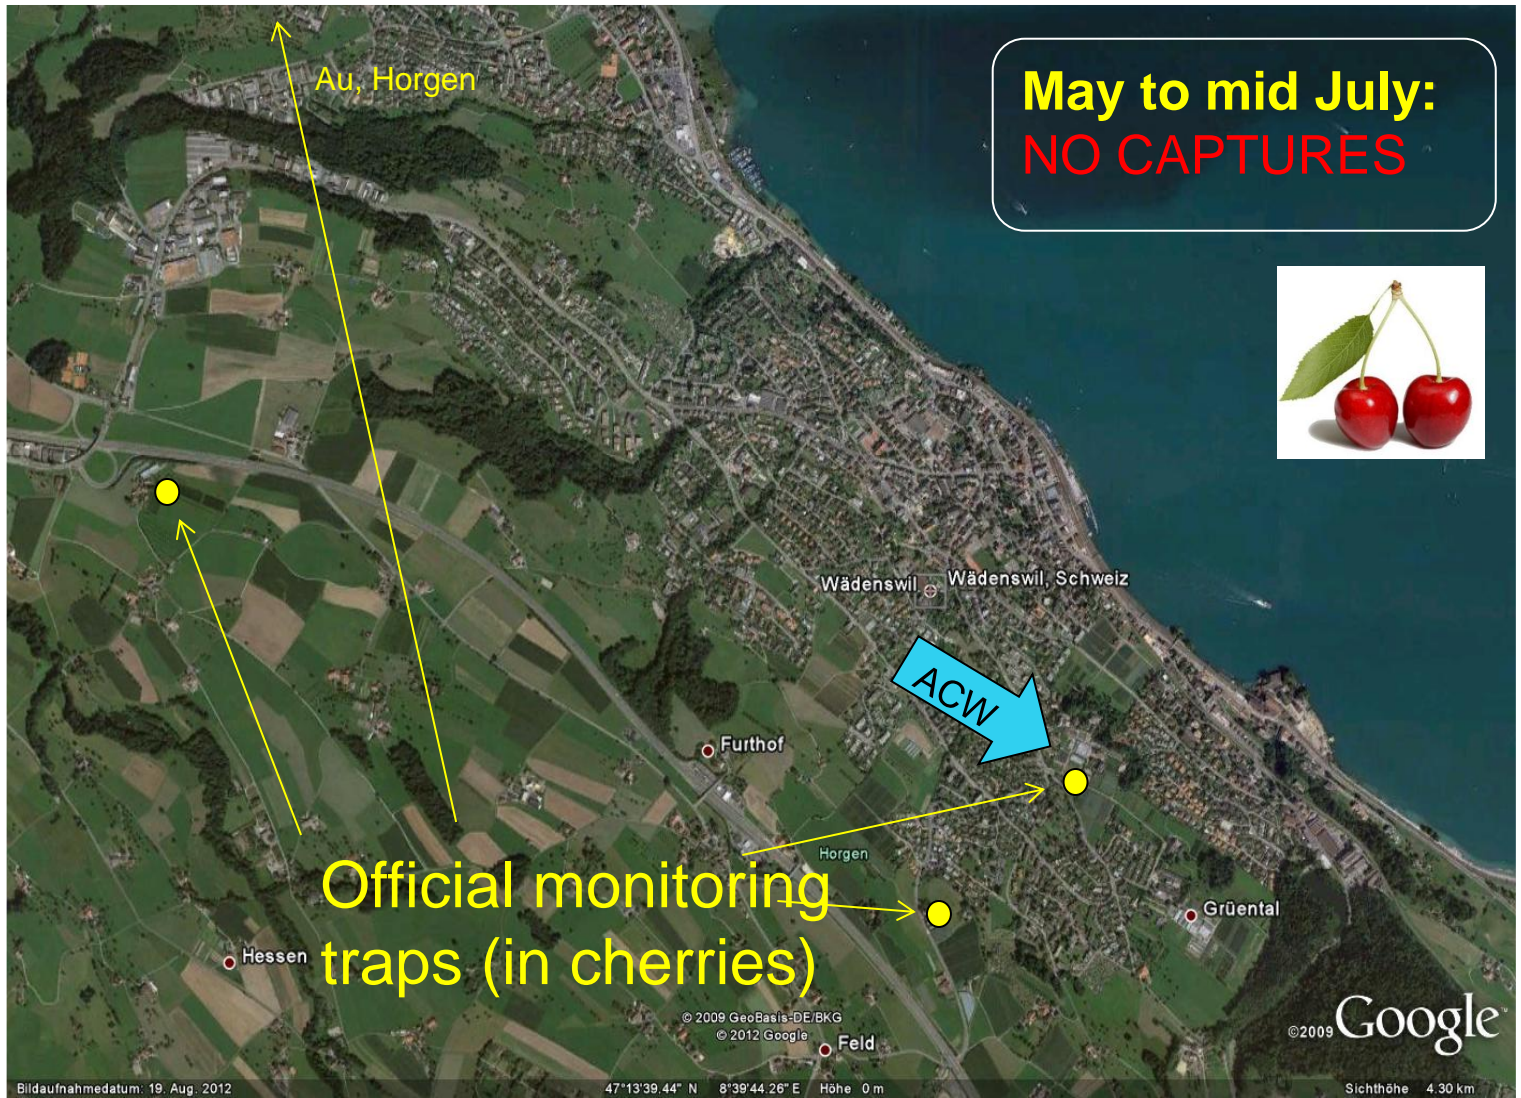 Au, Horgen
May to mid July:
NO CAPTURES
Wädenswil
Wädenswil, Schweiz
ACW
Furthof
Horgen
Official monitoring
traps (in cherries)
Grüental
Hessen
© 2009 GeoBasis-DE/BKG
© 2012 Google
Feld
©2009 Google™
Bildaufnahmedatum: 19. Aug. 2012
47°13'39.44" N 8°39'44.26" E Höhe 0 m
Sichthöhe 4.30 km